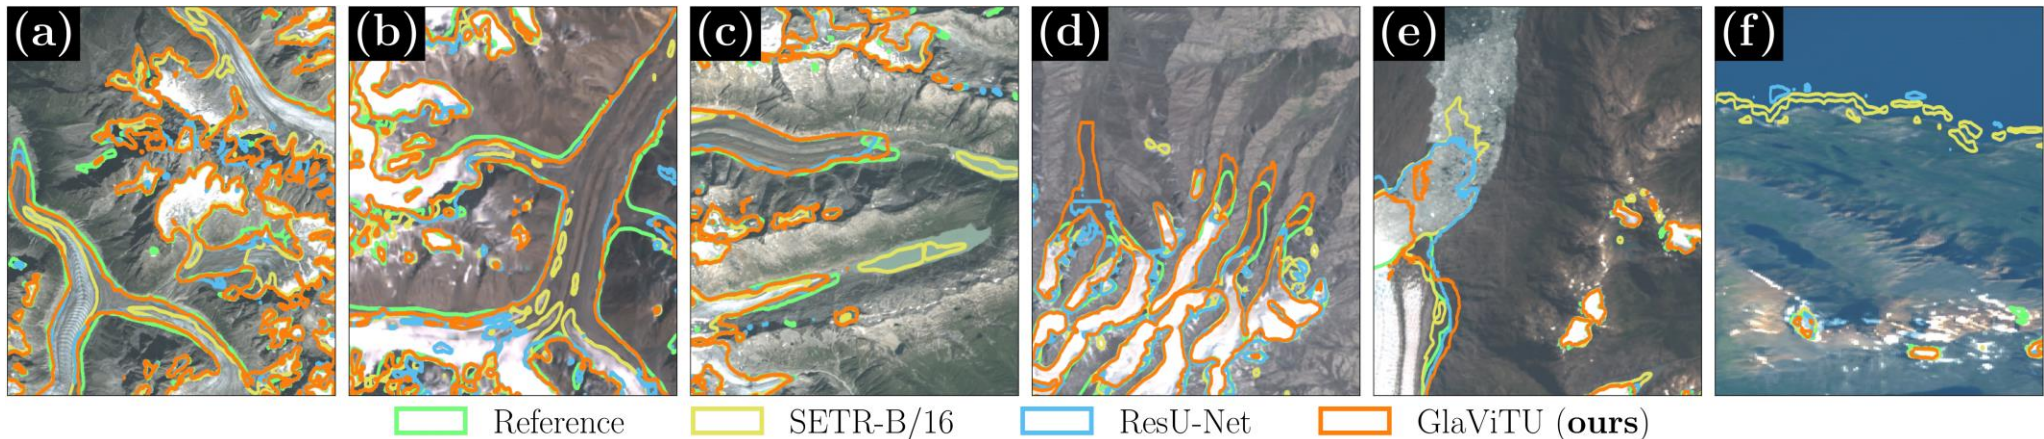 (a) (b) (c) (d) (e) (f)
Reference SETR-B/16 ResU-Net GlaViTU (ours)